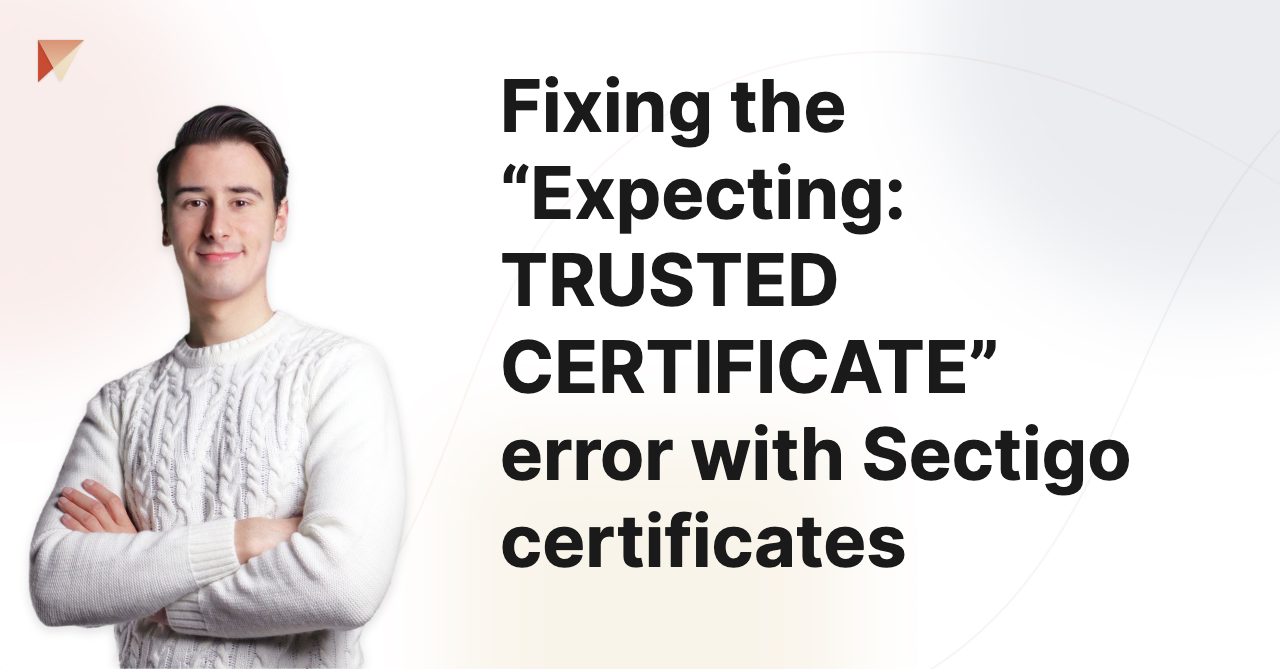 Fixing the
“Expecting:
TRUSTED
CERTIFICATE”
error with Sectigo
certificates